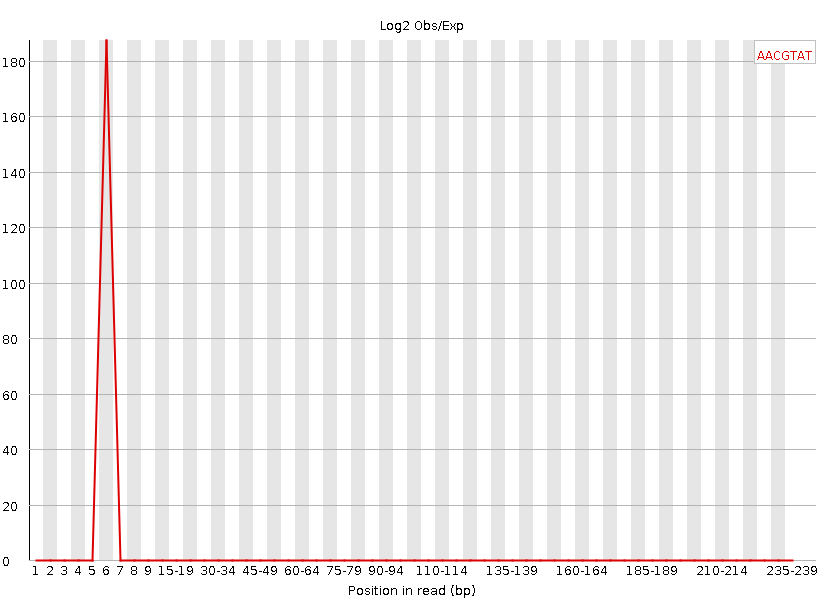 Log2 Obs/Exp
AACGTAT
180
160
140
120
100
80
60
40
20
0
1 2 3 4 5 6 7 8 9 15-19 30-34 45-49 60-64 75-79 90-94 110-114 135-139 160-164 185-189 210-214 235-239
Position in read (bp)